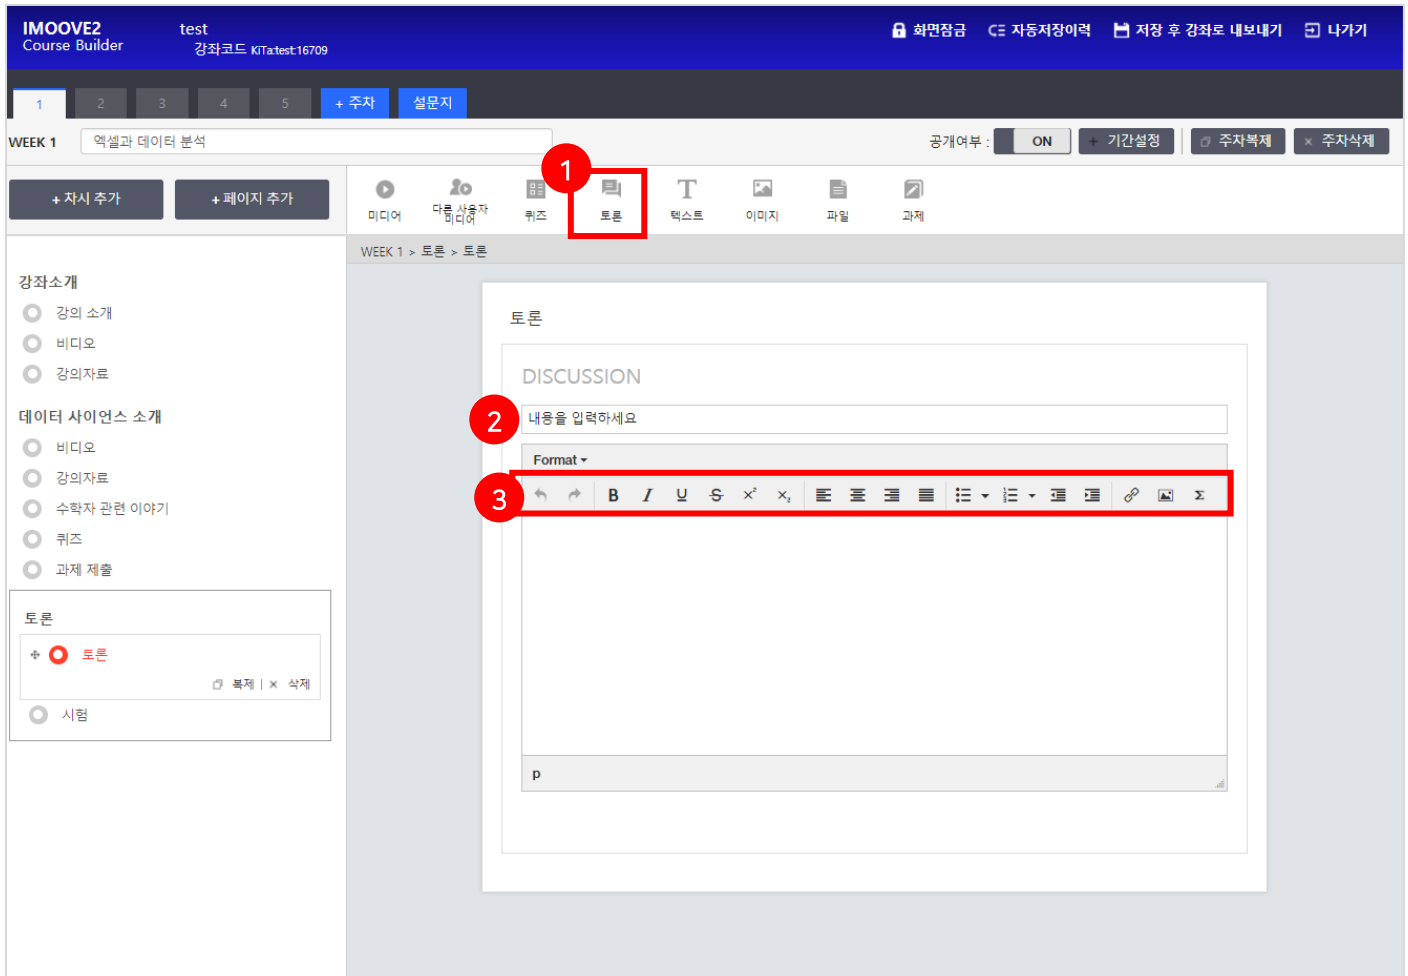 IMOOVE2
Course Builder
test
강좌코드 KiTa:test:16709
화면잠금
자동저장이력
저장 후 강좌로 내보내기
나가기
1 2 3 4 5 + 주차 설문지
WEEK 1 엑셀과 데이터 분석 공개여부 : ON + 기간설정 주차복제 × 주차삭제
+ 차시 추가 + 페이지 추가
1
미디어 다른 사용자 미디어 퀴즈 토론 텍스트 이미지 파일 과제
WEEK 1 > 토론 > 토론
강좌소개
강의 소개
비디오
강의자료
데이터 사이언스 소개
비디오
강의자료
수학자 관련 이야기
퀴즈
과제 제출
토론
토론
복제 | × 삭제
시험
토론
DISCUSSION
2 내용을 입력하세요
Format
3 B I U S x² x₂ Σ
p